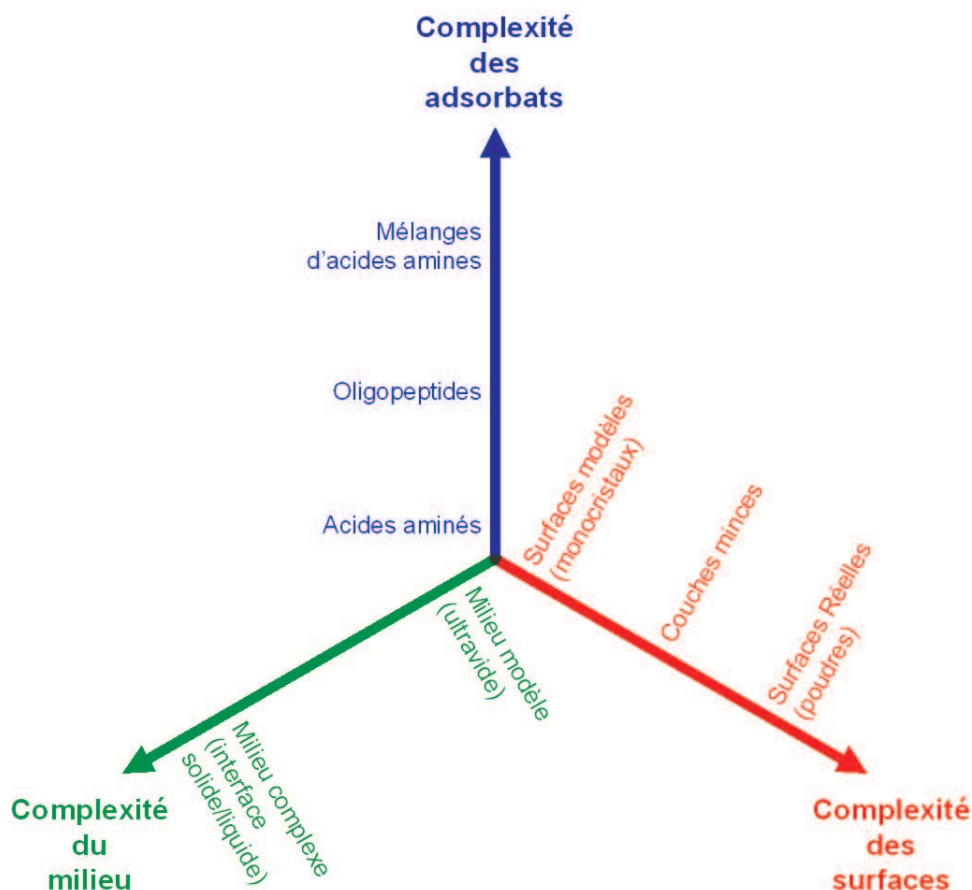 Complexité
des
adsorbats
Mélanges
d'acides amines
Oligopeptides
Acides aminés
Surfaces modèles
(monocristaux)
Couches minces
Surfaces Réelles
(poudres)
Milieu modèle
(ultravide)
Milieu complexe
(interface
solide/liquide)
Complexité
du
milieu
Complexité
des
surfaces